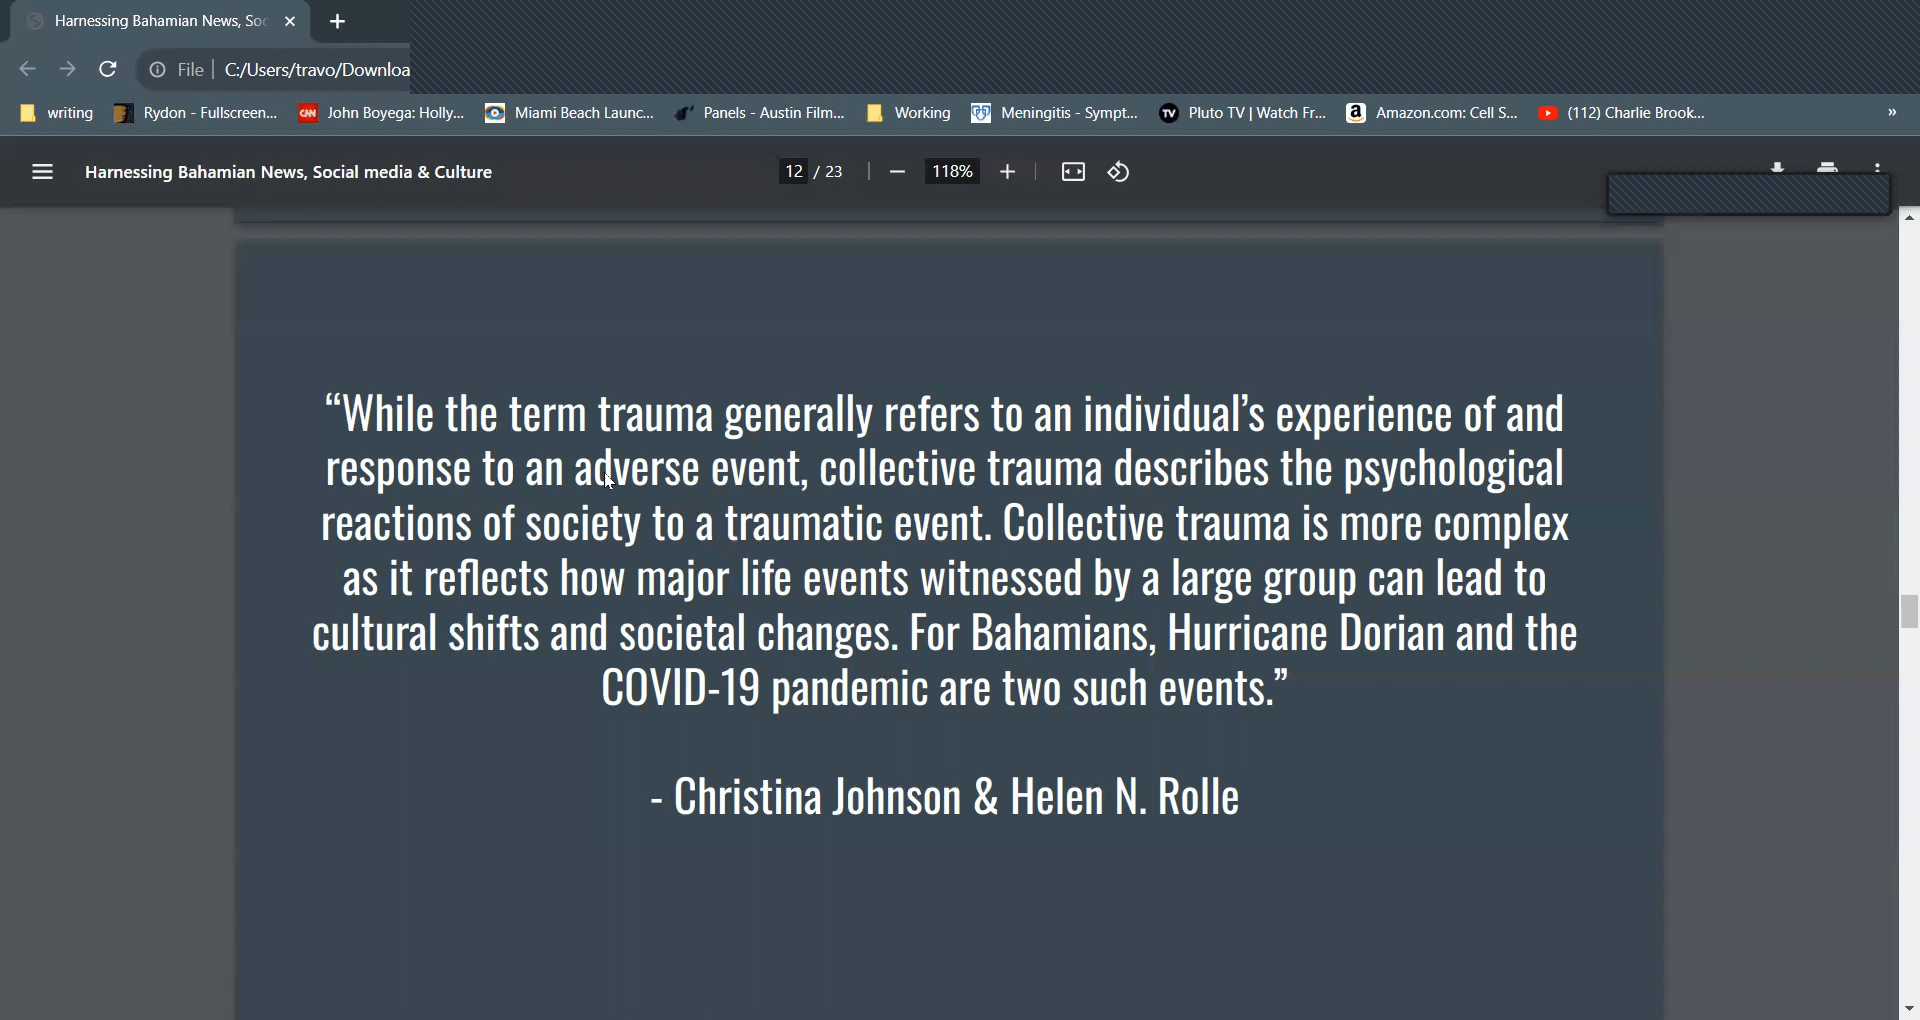 Harnessing Bahamian News, Soc
File
C:/Users/travo/Downloa
writing
Rydon - Fullscreen...
CNN
John Boyega: Holly...
Miami Beach Launc...
Panels - Austin Film...
Working
Meningitis - Sympt...
TV
Pluto TV | Watch Fr...
a
Amazon.com: Cell S...
(112) Charlie Brook...
»
Harnessing Bahamian News, Social media & Culture
12 / 23
118%
“While the term trauma generally refers to an individual’s experience of and
response to an adverse event, collective trauma describes the psychological
reactions of society to a traumatic event. Collective trauma is more complex
as it reflects how major life events witnessed by a large group can lead to
cultural shifts and societal changes. For Bahamians, Hurricane Dorian and the
COVID-19 pandemic are two such events.”
- Christina Johnson & Helen N. Rolle